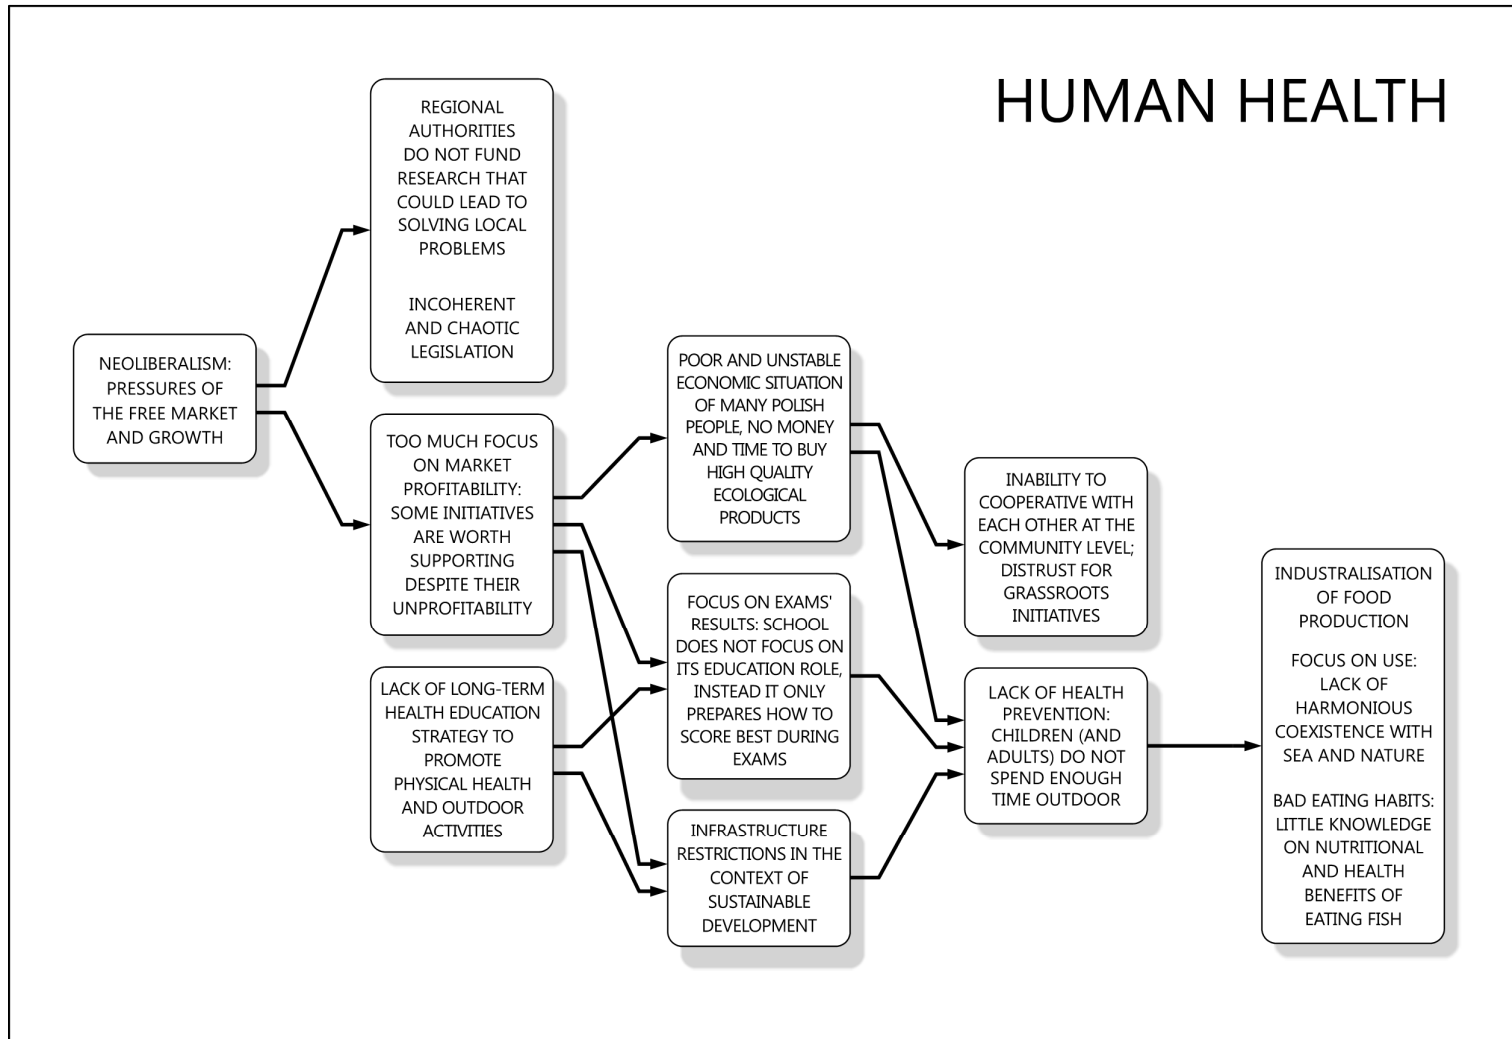 HUMAN HEALTH
NEOLIBERALISM:
PRESSURES OF
THE FREE MARKET
AND GROWTH
REGIONAL
AUTHORITIES
DO NOT FUND
RESEARCH THAT
COULD LEAD TO
SOLVING LOCAL
PROBLEMS
INCOHERENT
AND CHAOTIC
LEGISLATION
TOO MUCH FOCUS
ON MARKET
PROFITABILITY:
SOME INITIATIVES
ARE WORTH
SUPPORTING
DESPITE THEIR
UNPROFITABILITY
LACK OF LONG-TERM
HEALTH EDUCATION
STRATEGY TO
PROMOTE
PHYSICAL HEALTH
AND OUTDOOR
ACTIVITIES
POOR AND UNSTABLE
ECONOMIC SITUATION
OF MANY POLISH
PEOPLE, NO MONEY
AND TIME TO BUY
HIGH QUALITY
ECOLOGICAL
PRODUCTS
FOCUS ON EXAMS'
RESULTS: SCHOOL
DOES NOT FOCUS ON
ITS EDUCATION ROLE,
INSTEAD IT ONLY
PREPARES HOW TO
SCORE BEST DURING
EXAMS
INFRASTRUCTURE
RESTRICTIONS IN THE
CONTEXT OF
SUSTAINABLE
DEVELOPMENT
INABILITY TO
COOPERATIVE WITH
EACH OTHER AT THE
COMMUNITY LEVEL;
DISTRUST FOR
GRASSROOTS
INITIATIVES
LACK OF HEALTH
PREVENTION:
CHILDREN (AND
ADULTS) DO NOT
SPEND ENOUGH
TIME OUTDOOR
INDUSTRALISATION
OF FOOD
PRODUCTION
FOCUS ON USE:
LACK OF
HARMONIOUS
COEXISTENCE WITH
SEA AND NATURE
BAD EATING HABITS:
LITTLE KNOWLEDGE
ON NUTRITIONAL
AND HEALTH
BENEFITS OF
EATING FISH